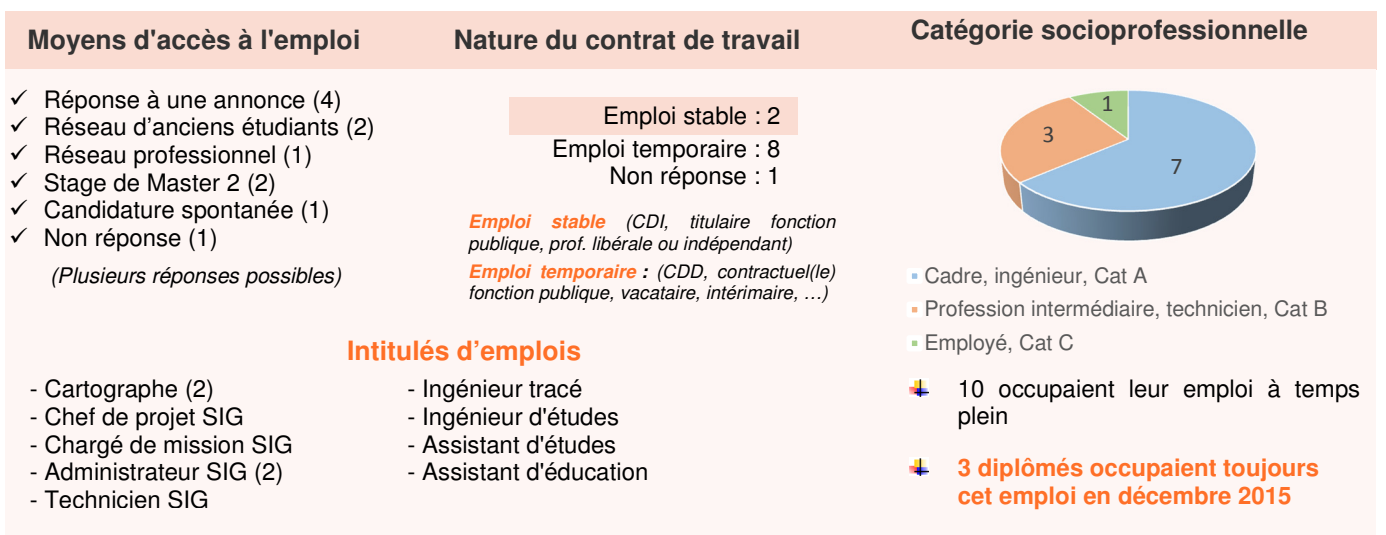 Moyens d'accès à l'emploi
Nature du contrat de travail
Catégorie socioprofessionnelle
✓ Réponse à une annonce (4)
✓ Réseau d'anciens étudiants (2)
✓ Réseau professionnel (1)
✓ Stage de Master 2 (2)
✓ Candidature spontanée (1)
✓ Non réponse (1)
(Plusieurs réponses possibles)
Emploi stable : 2
Emploi temporaire : 8
Non réponse : 1
Emploi stable (CDI, titulaire fonction
publique, prof. libérale ou indépendant)
Emploi temporaire : (CDD, contractuel(le)
fonction publique, vacataire, intérimaire, …)
1
3
7
Cadre, ingénieur, Cat A
Profession intermédiaire, technicien, Cat B
Employé, Cat C
Intitulés d'emplois
- Cartographe (2)
- Chef de projet SIG
- Chargé de mission SIG
- Administrateur SIG (2)
- Technicien SIG
- Ingénieur tracé
- Ingénieur d'études
- Assistant d'études
- Assistant d'éducation
10 occupaient leur emploi à temps
plein
3 diplômés occupaient toujours
cet emploi en décembre 2015